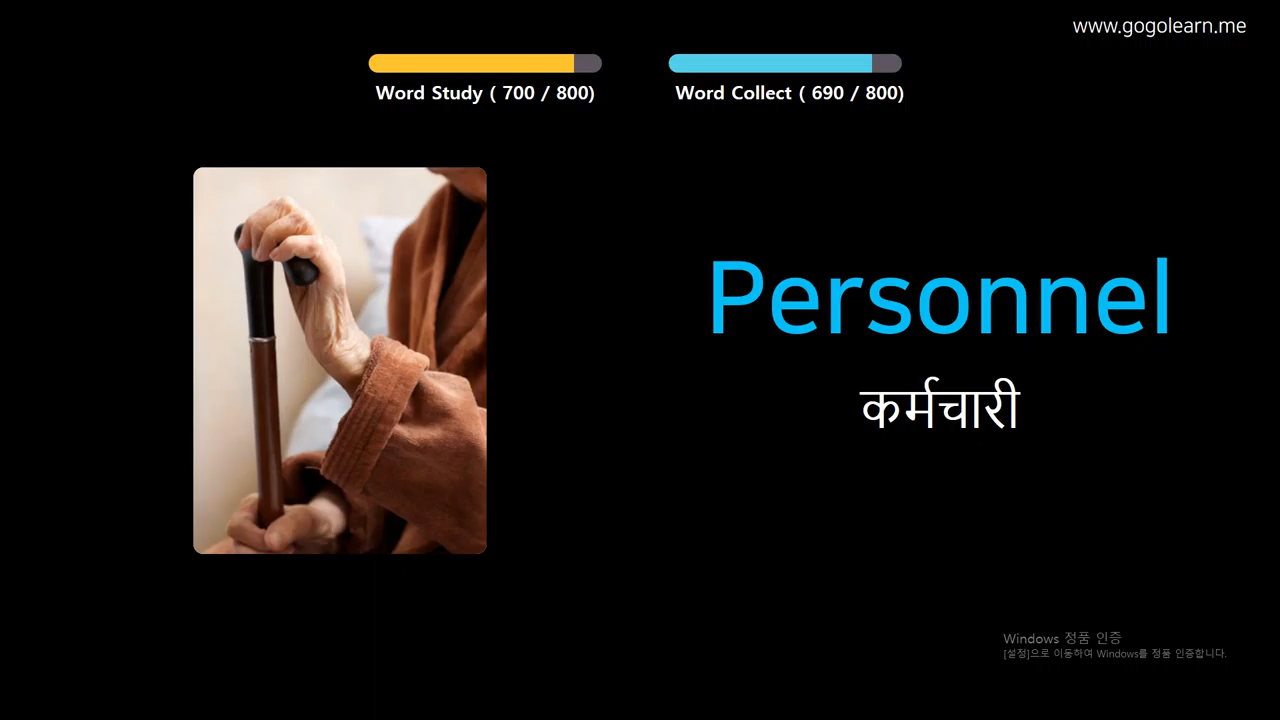 www.gogolearn.me
Word Study ( 700 / 800)
Word Collect ( 690 / 800)
Personnel
कर्मचारी
Windows 정품 인증
[설정]으로 이동하여 Windows를 정품 인증합니다.